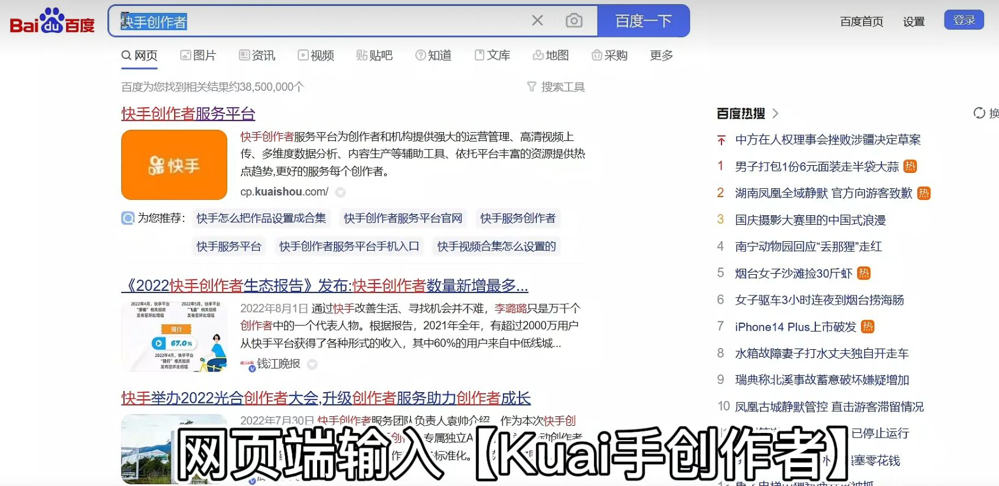 Bai du 百度
快手创作者
百度一下
百度首页 设置 登录
网页 图片 资讯 视频 贴吧 知道 文库 地图 采购 更多
百度为您找到相关结果约38,500,000个
搜索工具
快手创作者服务平台
快手
快手创作者服务平台为创作者和机构提供强大的运营管理、高清视频上
传、多维度数据分析、内容生产等辅助工具、依托平台丰富的资源提供热
点趋势,更好的服务每个创作者。
cp.kuaishou.com/
为您推荐：
快手怎么把作品设置成合集 快手创作者服务平台官网 快手服务创作者
快手服务平台 快手创作者服务平台手机入口 快手视频合集怎么设置的
《2022快手创作者生态报告》发布:快手创作者数量新增最多...
2022年4月，快手平台
“滑板”相关视频
发布量环比增幅
2022年5月，快手平台
“飞盘”相关视频
发布量环比增幅
骑行
67.0%
2022年4月，快手平台
“骑行”相关视频
发布量环比增幅
2022年8月1日 通过快手改善生活、寻找机会并不难，李璐璐只是万千个
创作者中的一个代表人物。根据报告，2021年全年，有超过2000万用户
从快手平台获得了各种形式的收入，其中60%的用户来自中低线城...
钱江晚报
快手举办2022光合创作者大会,升级创作者服务助力创作者成长
2022年7月30日 快手创作者服务团队负责人袁帅介绍，作为本次快手创
专属独立A
动创作者
标准化。
网页端输入【Kuai手创作者】
百度热搜
换
中方在人权理事会挫败涉疆决定草案
1 男子打包1份6元面装走半袋大蒜 热
2 湖南凤凰全域静默 官方向游客致歉 热
3 国庆摄影大赛里的中国式浪漫
4 南宁动物园回应“丢那猩”走红
5 烟台女子沙滩捡30斤虾 热
6 女子驱车3小时连夜到烟台捞海肠
7 iPhone14 Plus上市破发 热
8 水箱故障妻子打水丈夫独自开走车
9 瑞典称北溪事故蓄意破坏嫌疑增加
10 凤凰古城静默管控 直击游客滞留情况
已停止运行
塞零花钱